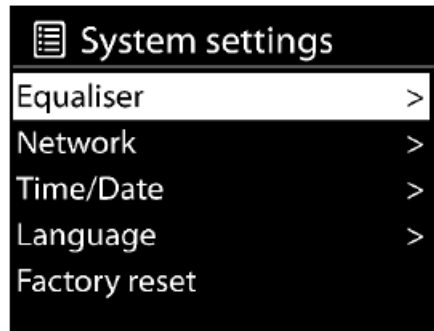 System settings
Equaliser >
Network >
Time/Date >
Language >
Factory reset